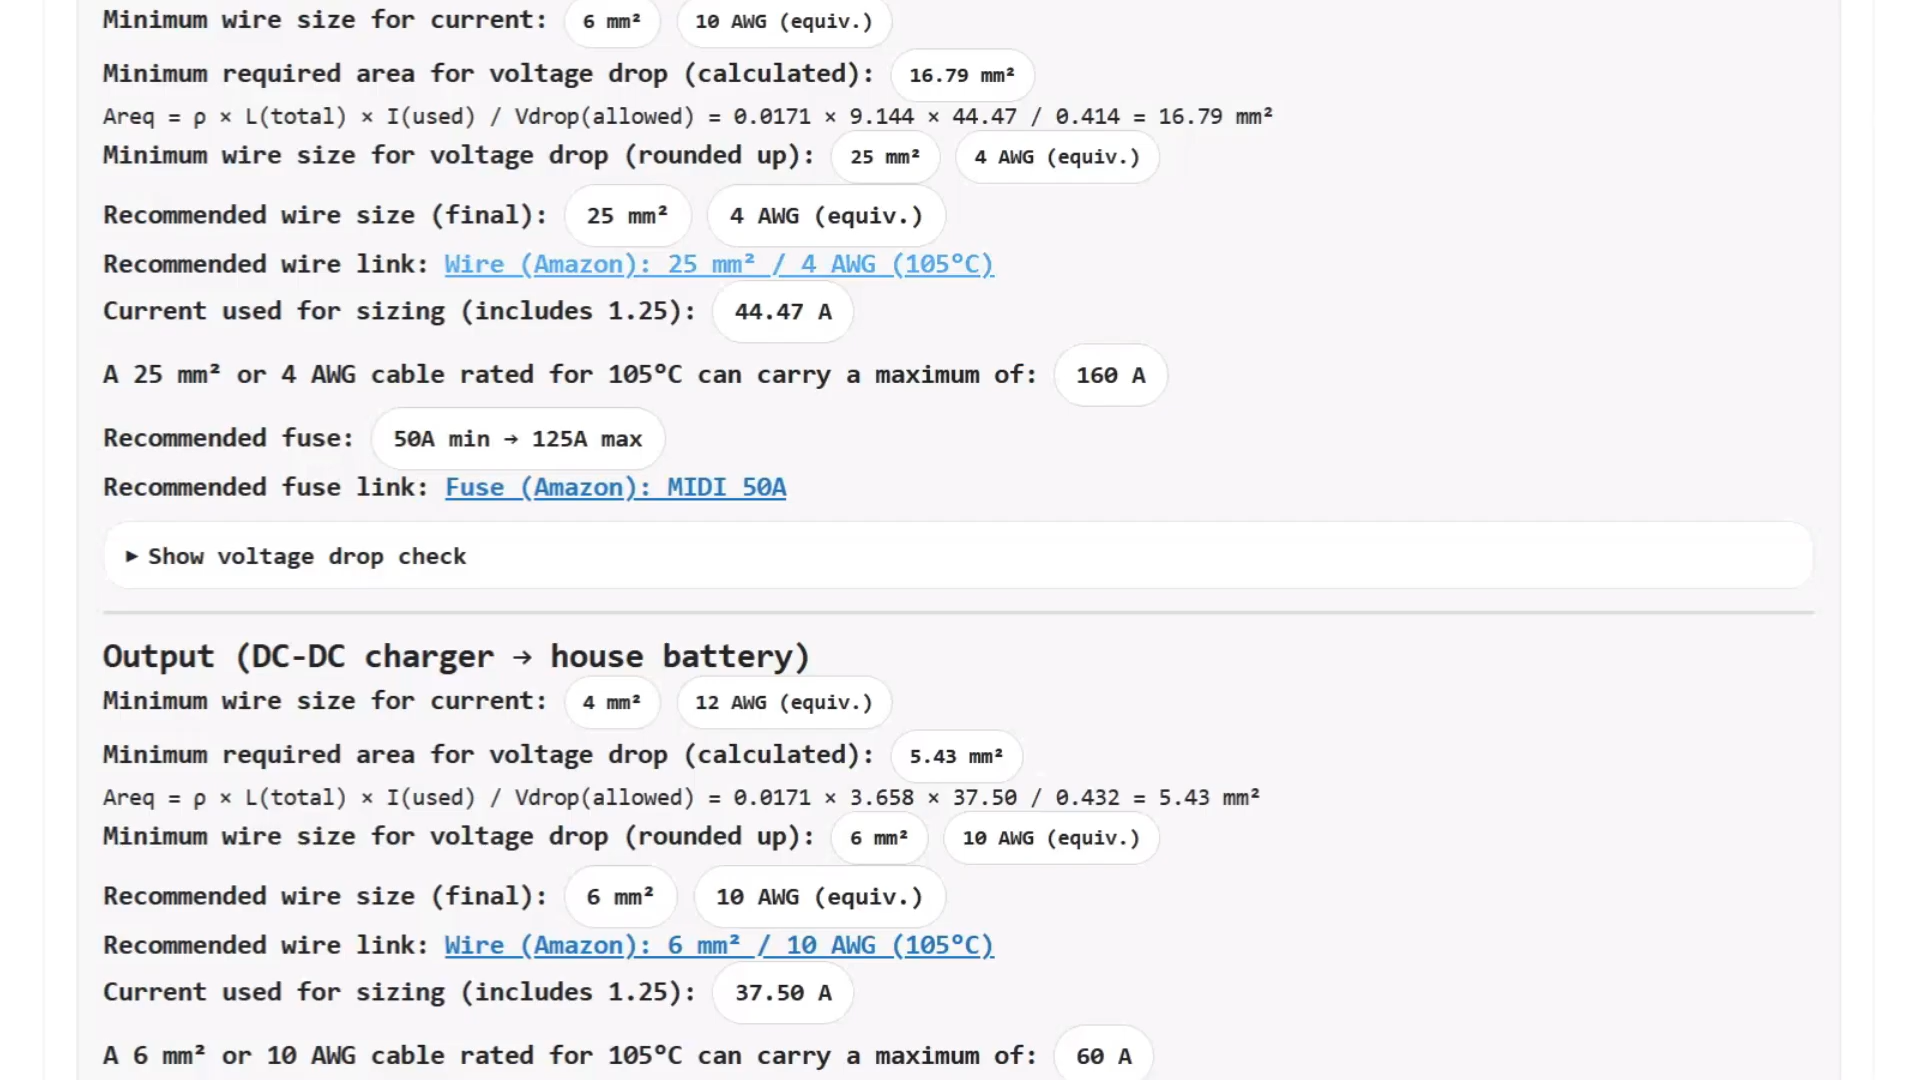 Minimum wire size for current: 6 mm² 10 AWG (equiv.)
Minimum required area for voltage drop (calculated): 16.79 mm²
Areq = ρ × L(total) × I(used) / Vdrop(allowed) = 0.0171 × 9.144 × 44.47 / 0.414 = 16.79 mm²
Minimum wire size for voltage drop (rounded up): 25 mm² 4 AWG (equiv.)
Recommended wire size (final): 25 mm² 4 AWG (equiv.)
Recommended wire link: Wire (Amazon): 25 mm² / 4 AWG (105°C)
Current used for sizing (includes 1.25): 44.47 A
A 25 mm² or 4 AWG cable rated for 105°C can carry a maximum of: 160 A
Recommended fuse: 50A min → 125A max
Recommended fuse link: Fuse (Amazon): MIDI 50A
▶ Show voltage drop check
Output (DC-DC charger → house battery)
Minimum wire size for current: 4 mm² 12 AWG (equiv.)
Minimum required area for voltage drop (calculated): 5.43 mm²
Areq = ρ × L(total) × I(used) / Vdrop(allowed) = 0.0171 × 3.658 × 37.50 / 0.432 = 5.43 mm²
Minimum wire size for voltage drop (rounded up): 6 mm² 10 AWG (equiv.)
Recommended wire size (final): 6 mm² 10 AWG (equiv.)
Recommended wire link: Wire (Amazon): 6 mm² / 10 AWG (105°C)
Current used for sizing (includes 1.25): 37.50 A
A 6 mm² or 10 AWG cable rated for 105°C can carry a maximum of: 60 A